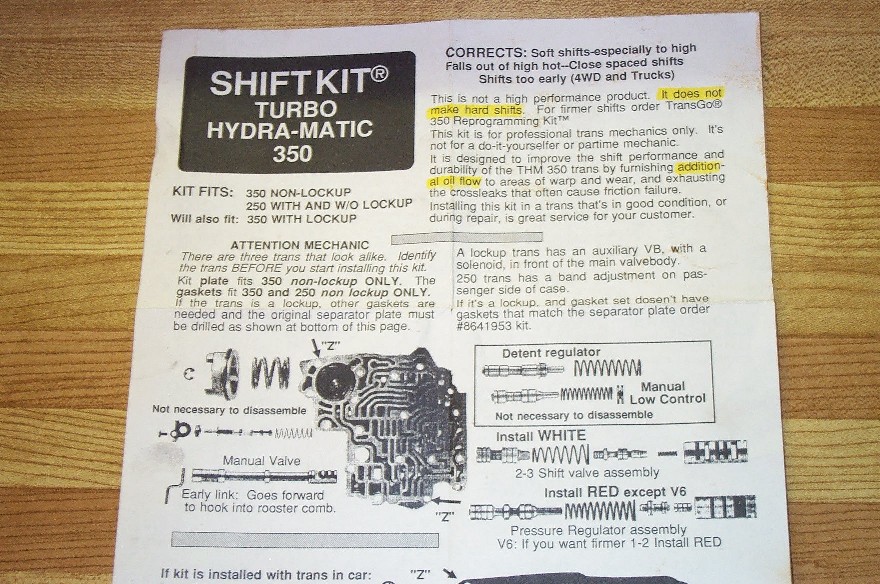 SHIFT KIT®
TURBO
HYDRA-MATIC
350
KIT FITS: 350 NON-LOCKUP
250 WITH AND W/O LOCKUP
Will also fit: 350 WITH LOCKUP
CORRECTS: Soft shifts-especially to high
Falls out of high hot--Close spaced shifts
Shifts too early (4WD and Trucks)
This is not a high performance product. It does not
make hard shifts. For firmer shifts order TransGo®
350 Reprogramming Kit™
This kit is for professional trans mechanics only. It's
not for a do-it-yourselfer or partime mechanic.
It is designed to improve the shift performance and
durability of the THM 350 trans by furnishing addition-
al oil flow to areas of warp and wear, and exhausting
the crossleaks that often cause friction failure.
Installing this kit in a trans that's in good condition, or
during repair, is great service for your customer.
ATTENTION MECHANIC
There are three trans that look alike. Identify
the trans BEFORE you start installing this kit.
Kit plate fits 350 non-lockup ONLY. The
gaskets fit 350 and 250 non lockup ONLY.
If the trans is a lockup, other gaskets are
needed and the original separator plate must
be drilled as shown at bottom of this page.
A lockup trans has an auxiliary VB, with a
solenoid, in front of the main valvebody.
250 trans has a band adjustment on pas-
senger side of case.
If it's a lockup, and gasket set dosen't have
gaskets that match the separator plate order
#8641953 kit.
"Z"
Not necessary to disassemble
Manual Valve
Early link: Goes forward
to hook into rooster comb.
"Z"
Detent regulator
Manual
Low Control
Not necessary to disassemble
Install WHITE
2-3 Shift valve assembly
Install RED except V6
Pressure Regulator assembly
V6: If you want firmer 1-2 Install RED
If kit is installed with trans in car:
"Z"